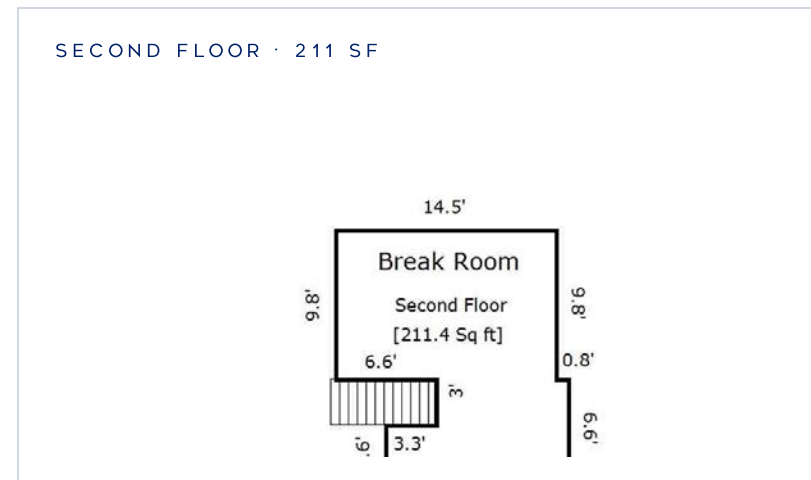 SECOND FLOOR · 211 SF
14.5'
Break Room
9.8'
9.8'
Second Floor
[211.4 Sq ft]
6.6'
0.8'
3'
6.6'
3.3'